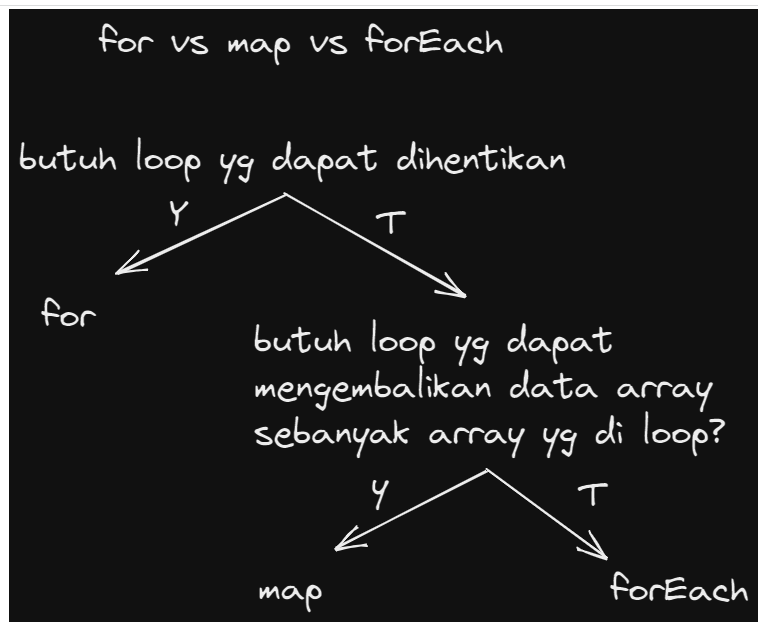 for vs map vs forEach
butuh loop yg dapat dihentikan
Y
T
for
butuh loop yg dapat
mengembalikan data array
sebanyak array yg di loop?
Y
T
map
forEach